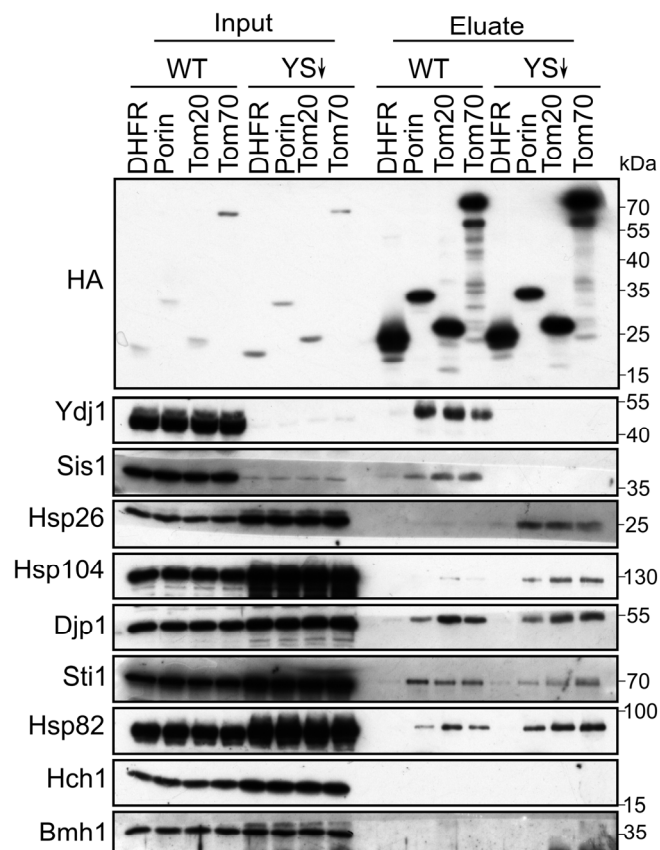 Input Eluate
WT YS↓ WT YS↓
DHFR Porin Tom20 Tom70 DHFR Porin Tom20 Tom70 DHFR Porin Tom20 Tom70 DHFR Porin Tom20 Tom70
kDa
HA
70
55
40
35
25
15
Ydj1
55
40
Sis1
35
Hsp26
25
Hsp104
130
Djp1
55
Sti1
70
Hsp82
100
Hch1
15
Bmh1
35